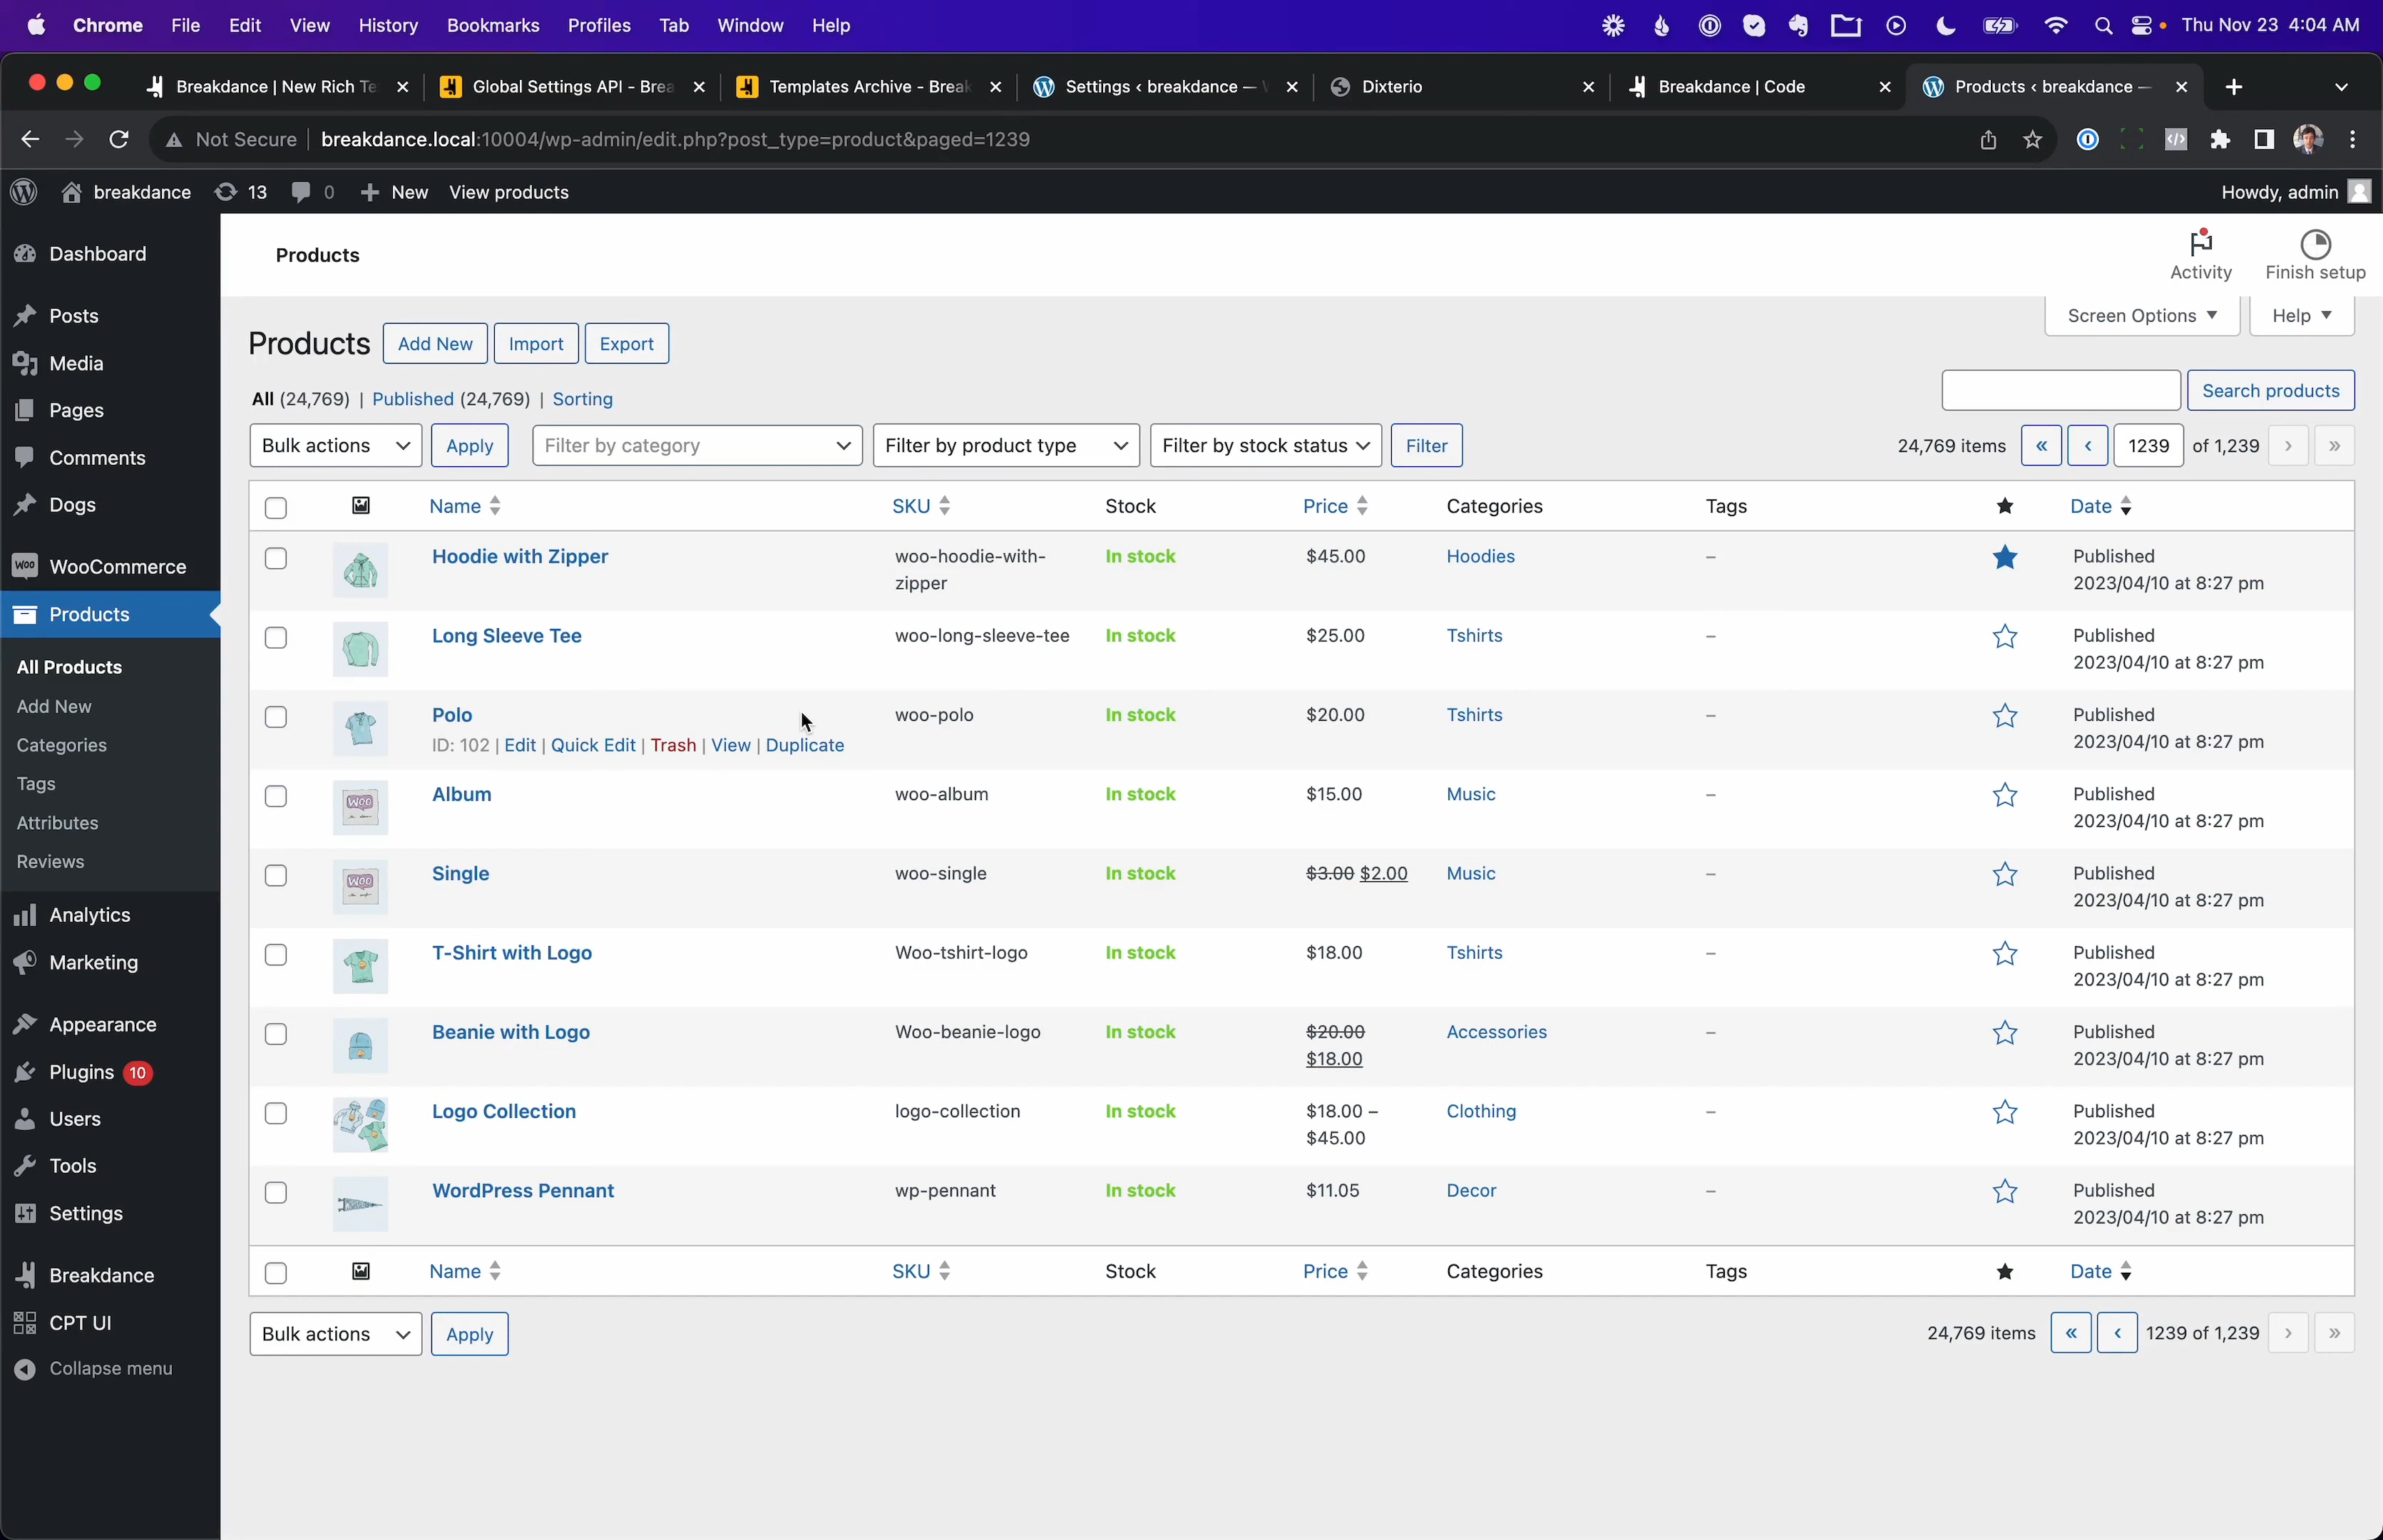 Chrome File Edit View History Bookmarks Profiles Tab Window Help Thu Nov 23 4:04 AM
Breakdance | New Rich Te Global Settings API - Brea Templates Archive - Break Settings ‹ breakdance — Dixterio Breakdance | Code Products ‹ breakdance —
Not Secure breakdance.local:10004/wp-admin/edit.php?post_type=product&paged=1239
breakdance 13 0 New View products Howdy, admin
Dashboard
Posts
Media
Pages
Comments
Dogs
WooCommerce
Products
All Products
Add New
Categories
Tags
Attributes
Reviews
Analytics
Marketing
Appearance
Plugins 10
Users
Tools
Settings
Breakdance
CPT UI
Collapse menu
Products
Activity Finish setup
Screen Options ▼ Help ▼
Products Add New Import Export
All (24,769) | Published (24,769) | Sorting
Search products
Bulk actions Apply Filter by category Filter by product type Filter by stock status Filter 24,769 items « ‹ 1239 of 1,239 › »
Name SKU Stock Price Categories Tags Date
Hoodie with Zipper woo-hoodie-with- In stock $45.00 Hoodies – Published
zipper 2023/04/10 at 8:27 pm
Long Sleeve Tee woo-long-sleeve-tee In stock $25.00 Tshirts – Published
2023/04/10 at 8:27 pm
Polo woo-polo In stock $20.00 Tshirts – Published
ID: 102 | Edit | Quick Edit | Trash | View | Duplicate 2023/04/10 at 8:27 pm
WOO
Album woo-album In stock $15.00 Music – Published
2023/04/10 at 8:27 pm
WOO
Single woo-single In stock $3.00 $2.00 Music – Published
2023/04/10 at 8:27 pm
T-Shirt with Logo Woo-tshirt-logo In stock $18.00 Tshirts – Published
2023/04/10 at 8:27 pm
Beanie with Logo Woo-beanie-logo In stock $20.00 Accessories – Published
$18.00 2023/04/10 at 8:27 pm
Logo Collection logo-collection In stock $18.00 – Clothing – Published
$45.00 2023/04/10 at 8:27 pm
WordPress Pennant wp-pennant In stock $11.05 Decor – Published
2023/04/10 at 8:27 pm
Name SKU Stock Price Categories Tags Date
Bulk actions Apply 24,769 items « ‹ 1239 of 1,239 › »